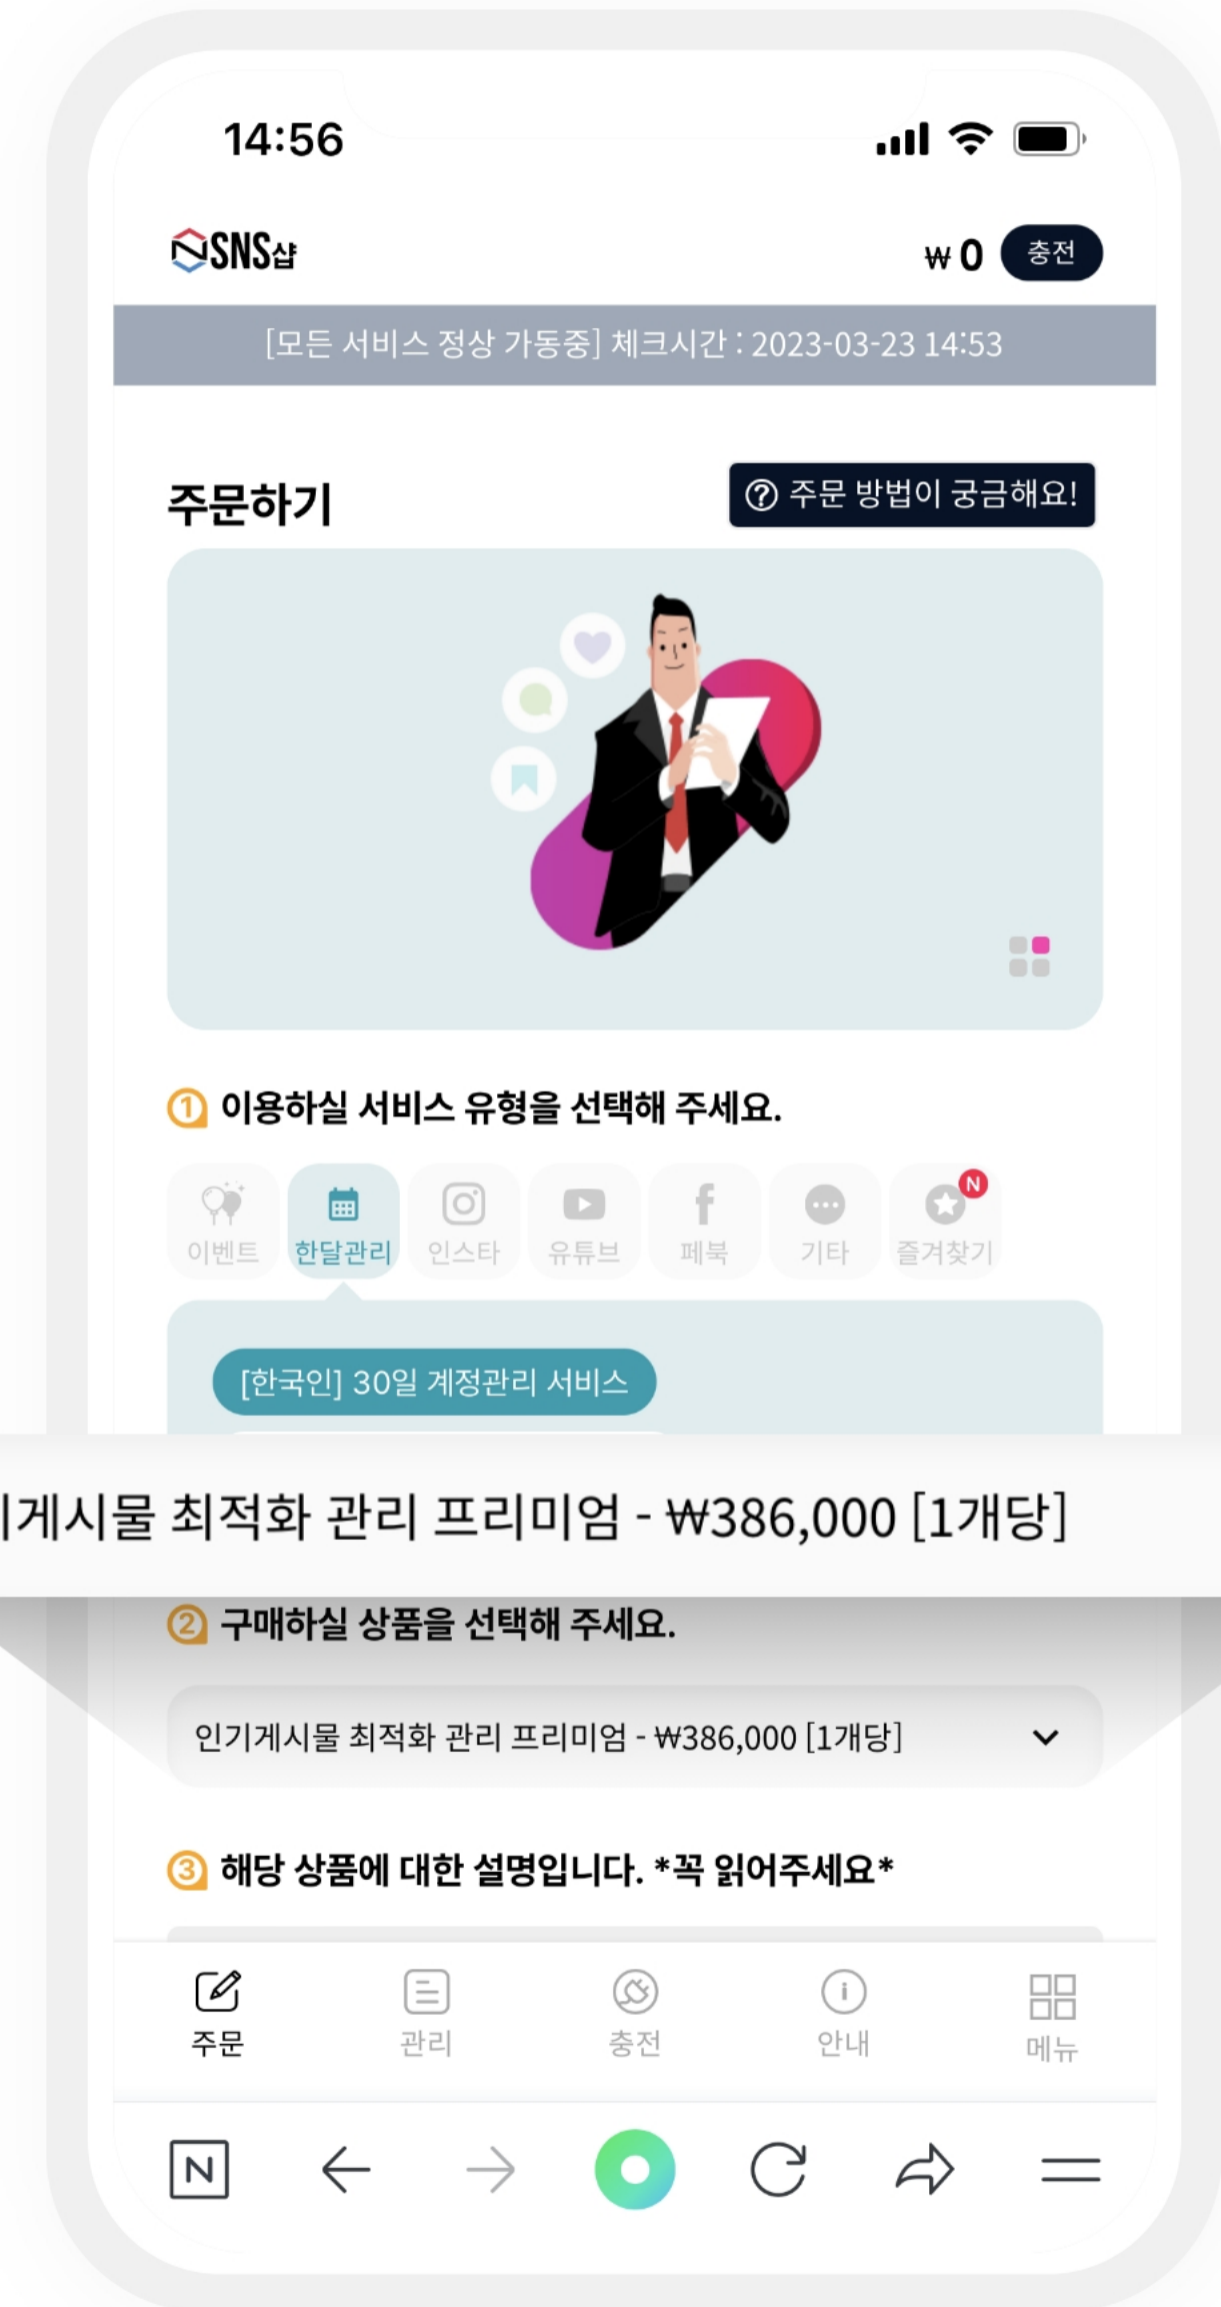 14:56
SNS샵
₩ 0 충전
[모든 서비스 정상 가동중] 체크시간 : 2023-03-23 14:53
주문하기
? 주문 방법이 궁금해요!
1 이용하실 서비스 유형을 선택해 주세요.
이벤트 한달관리 인스타 유튜브 페북 기타 즐겨찾기 N
[한국인] 30일 계정관리 서비스
기게시물 최적화 관리 프리미엄 - ₩386,000 [1개당]
2 구매하실 상품을 선택해 주세요.
인기게시물 최적화 관리 프리미엄 - ₩386,000 [1개당]
3 해당 상품에 대한 설명입니다. *꼭 읽어주세요*
주문 관리 충전 안내 메뉴
N